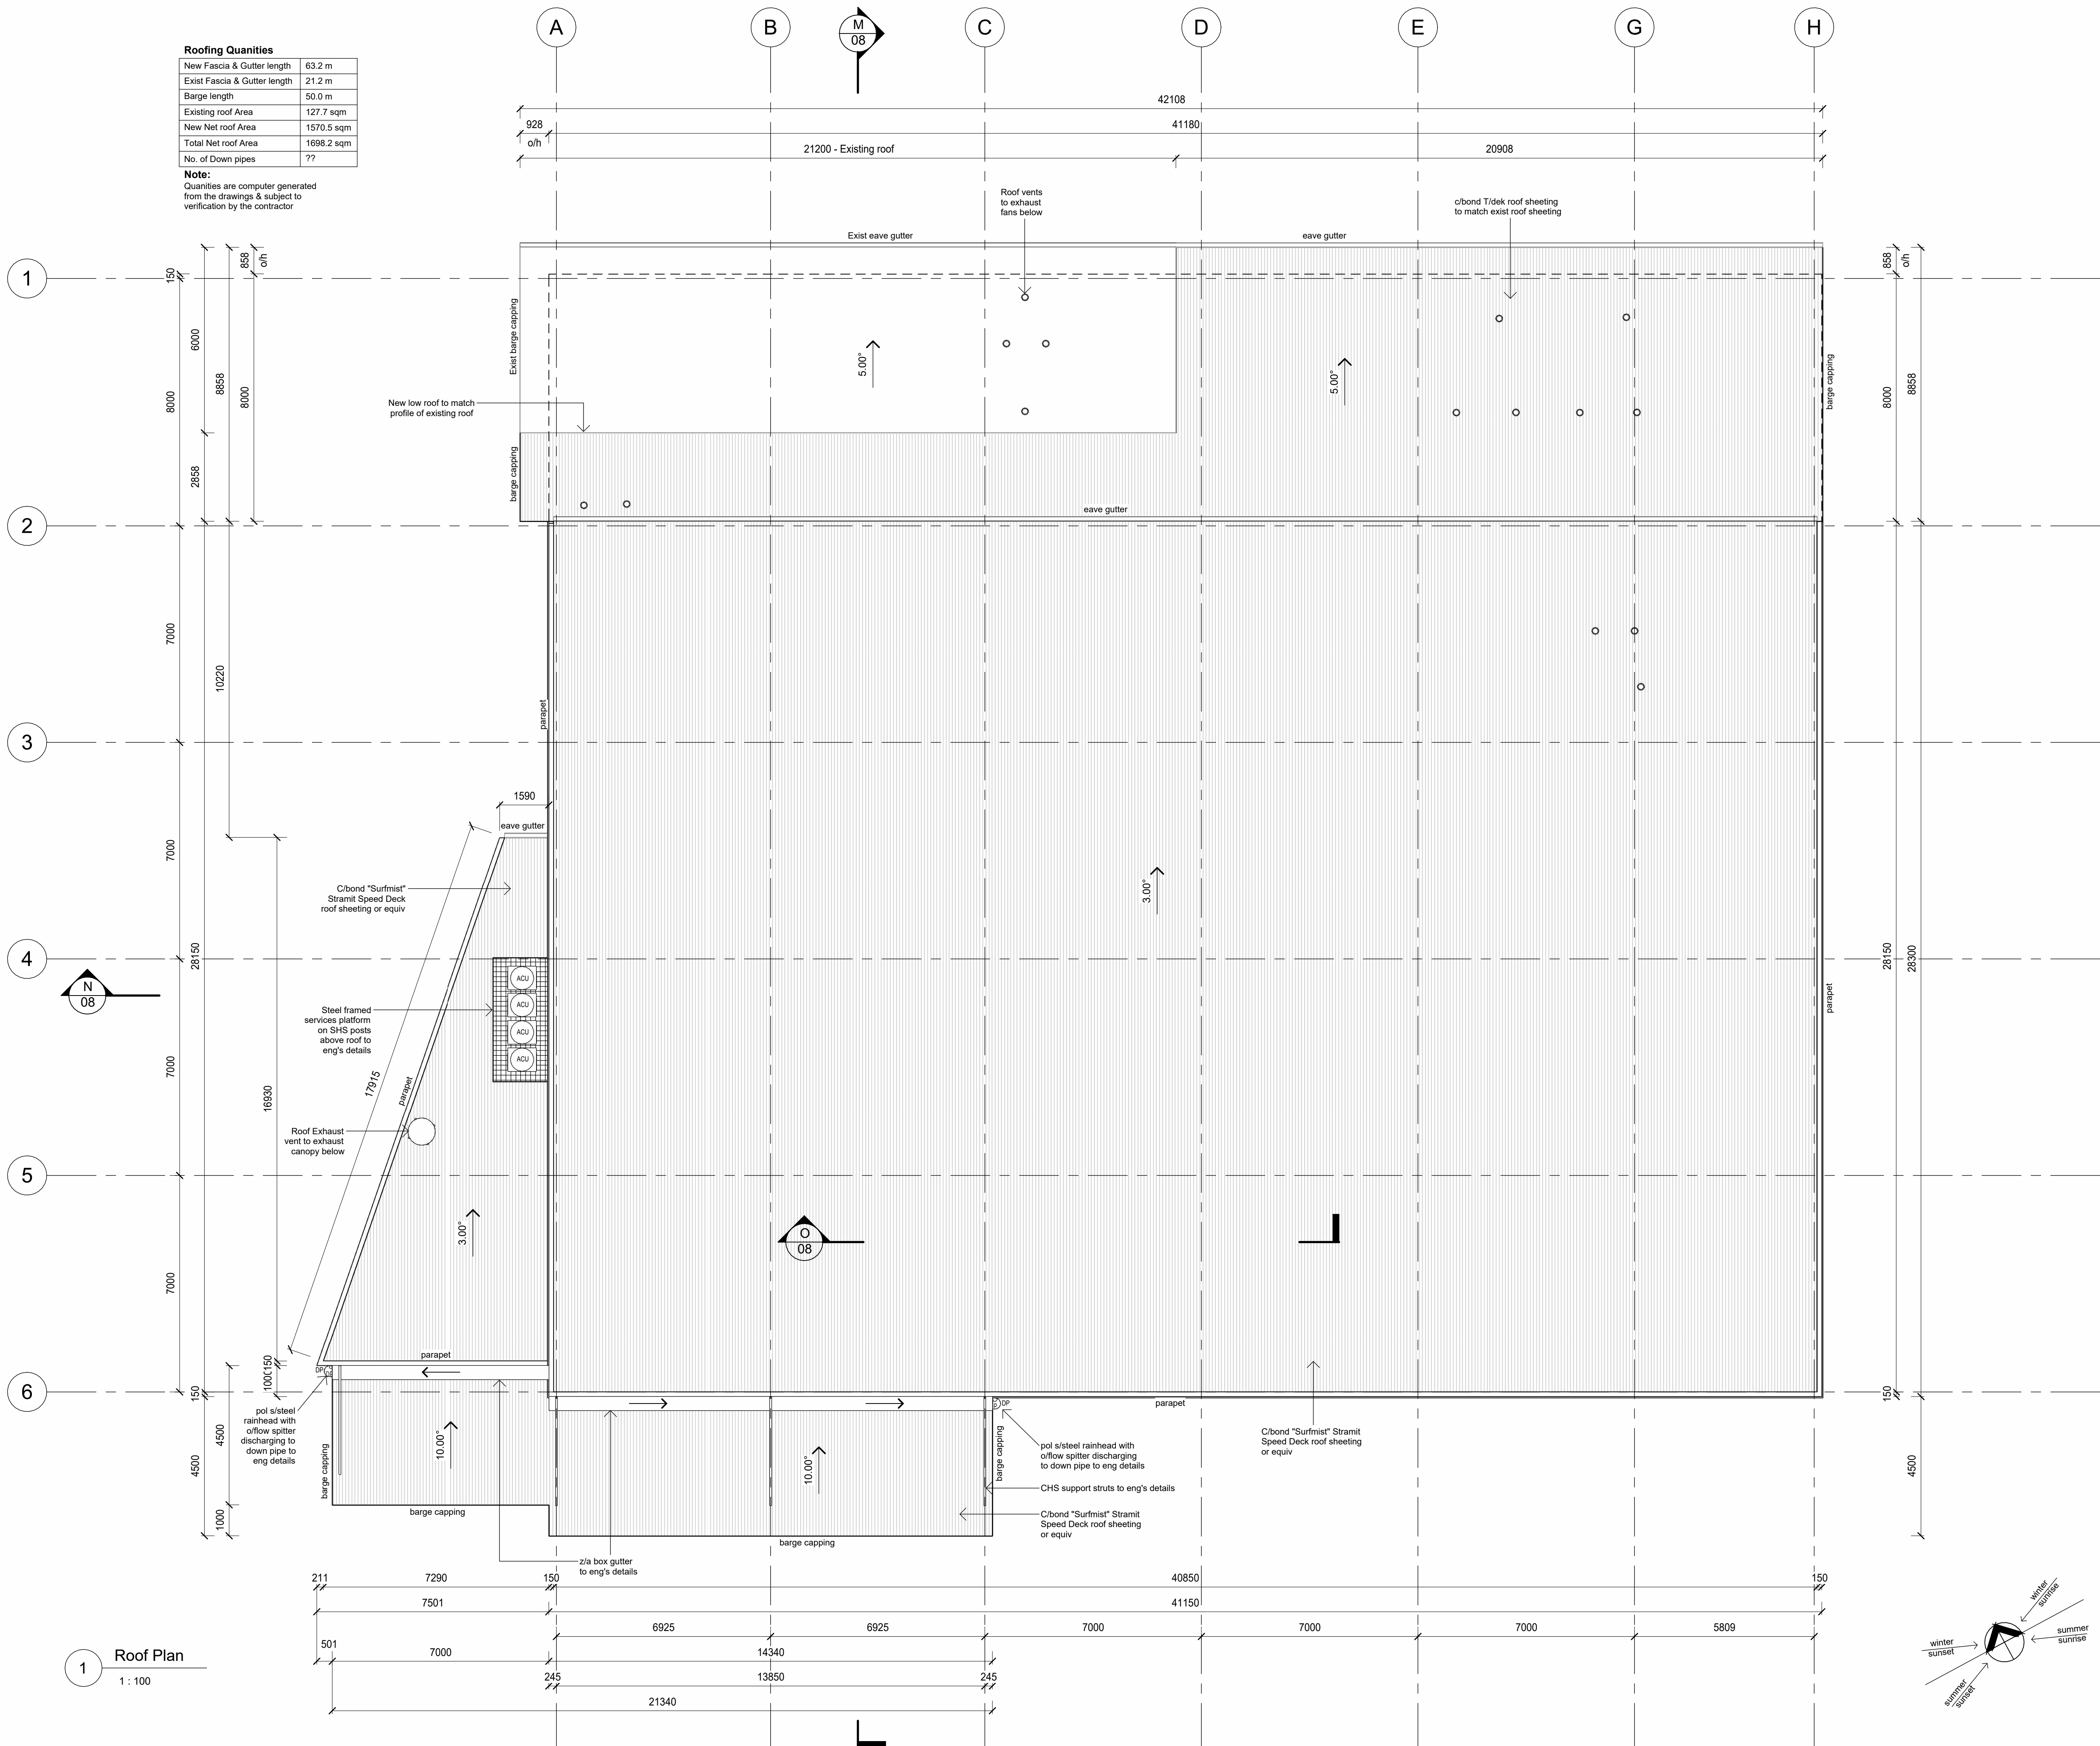 A
B
M
08
C
D
E
G
H
Roofing Quanities
New Fascia & Gutter length 63.2 m
Exist Fascia & Gutter length 21.2 m
Barge length 50.0 m
Existing roof Area 127.7 sqm
New Net roof Area 1570.5 sqm
Total Net roof Area 1698.2 sqm
No. of Down pipes ??
Note:
Quanities are computer generated
from the drawings & subject to
verification by the contractor
42108
928
o/h
41180
21200 - Existing roof
20908
Roof vents
to exhaust
fans below
c/bond T/dek roof sheeting
to match exist roof sheeting
Exist eave gutter
eave gutter
1
150
858
o/h
858
o/h
6000
8000
8858
8000
Exist barge capping
5.00°
5.00°
barge capping
8000
8858
New low roof to match
profile of existing roof
2858
barge capping
eave gutter
2
7000
10220
parapet
3
1590
eave gutter
7000
C/bond "Surfmist"
Stramit Speed Deck
roof sheeting or equiv
3.00°
4
28150
28150
28300
N
08
ACU
ACU
ACU
ACU
Steel framed
services platform
on SHS posts
above roof to
eng's details
parapet
7000
16930
17915
parapet
Roof Exhaust
vent to exhaust
canopy below
5
3.00°
O
08
7000
150
1000
parapet
DP
6
150
150
DP
parapet
pol s/steel
rainhead with
o/flow spitter
discharging to
down pipe to
eng details
4500
4500
10.00°
10.00°
barge capping
barge capping
pol s/steel rainhead with
o/flow spitter discharging
to down pipe to eng details
C/bond "Surfmist" Stramit
Speed Deck roof sheeting
or equiv
4500
CHS support struts to eng's details
barge capping
1000
C/bond "Surfmist" Stramit
Speed Deck roof sheeting
or equiv
barge capping
z/a box gutter
to eng's details
211
7290
150
40850
150
7501
41150
6925
6925
7000
7000
7000
5809
501
7000
14340
245
13850
245
21340
1
Roof Plan
1 : 100
winter
sunrise
summer
sunrise
winter
sunset
summer
sunset